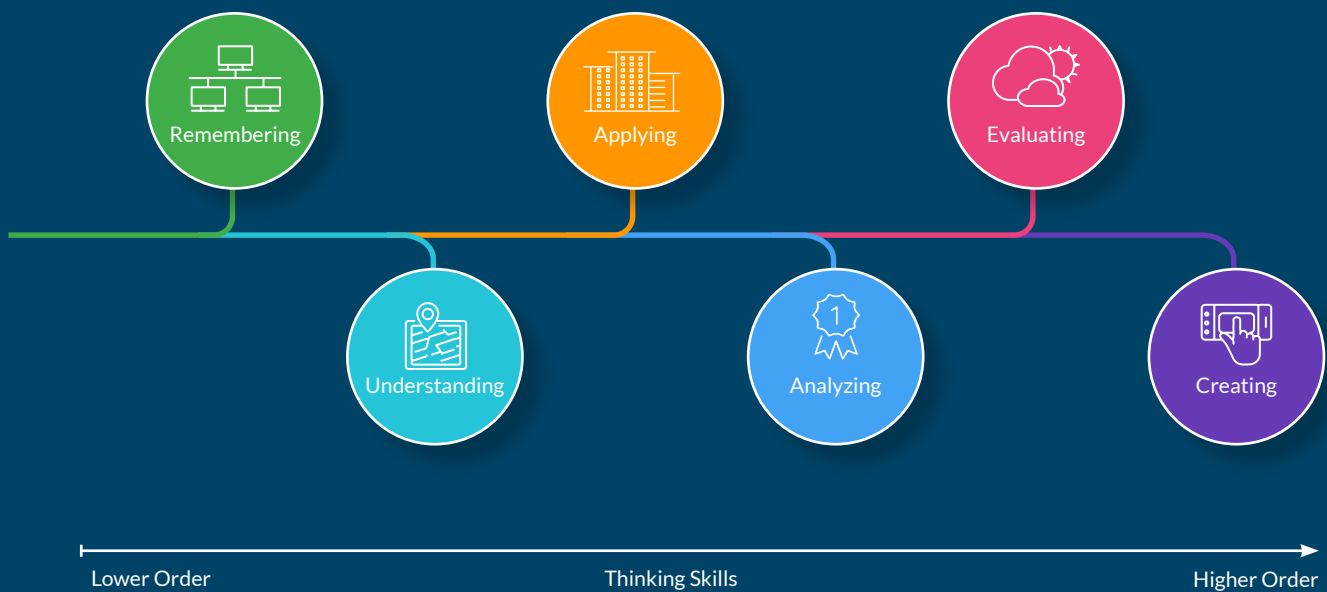 Remembering
Understanding
Applying
1
Analyzing
Evaluating
Creating
Lower Order
Thinking Skills
Higher Order